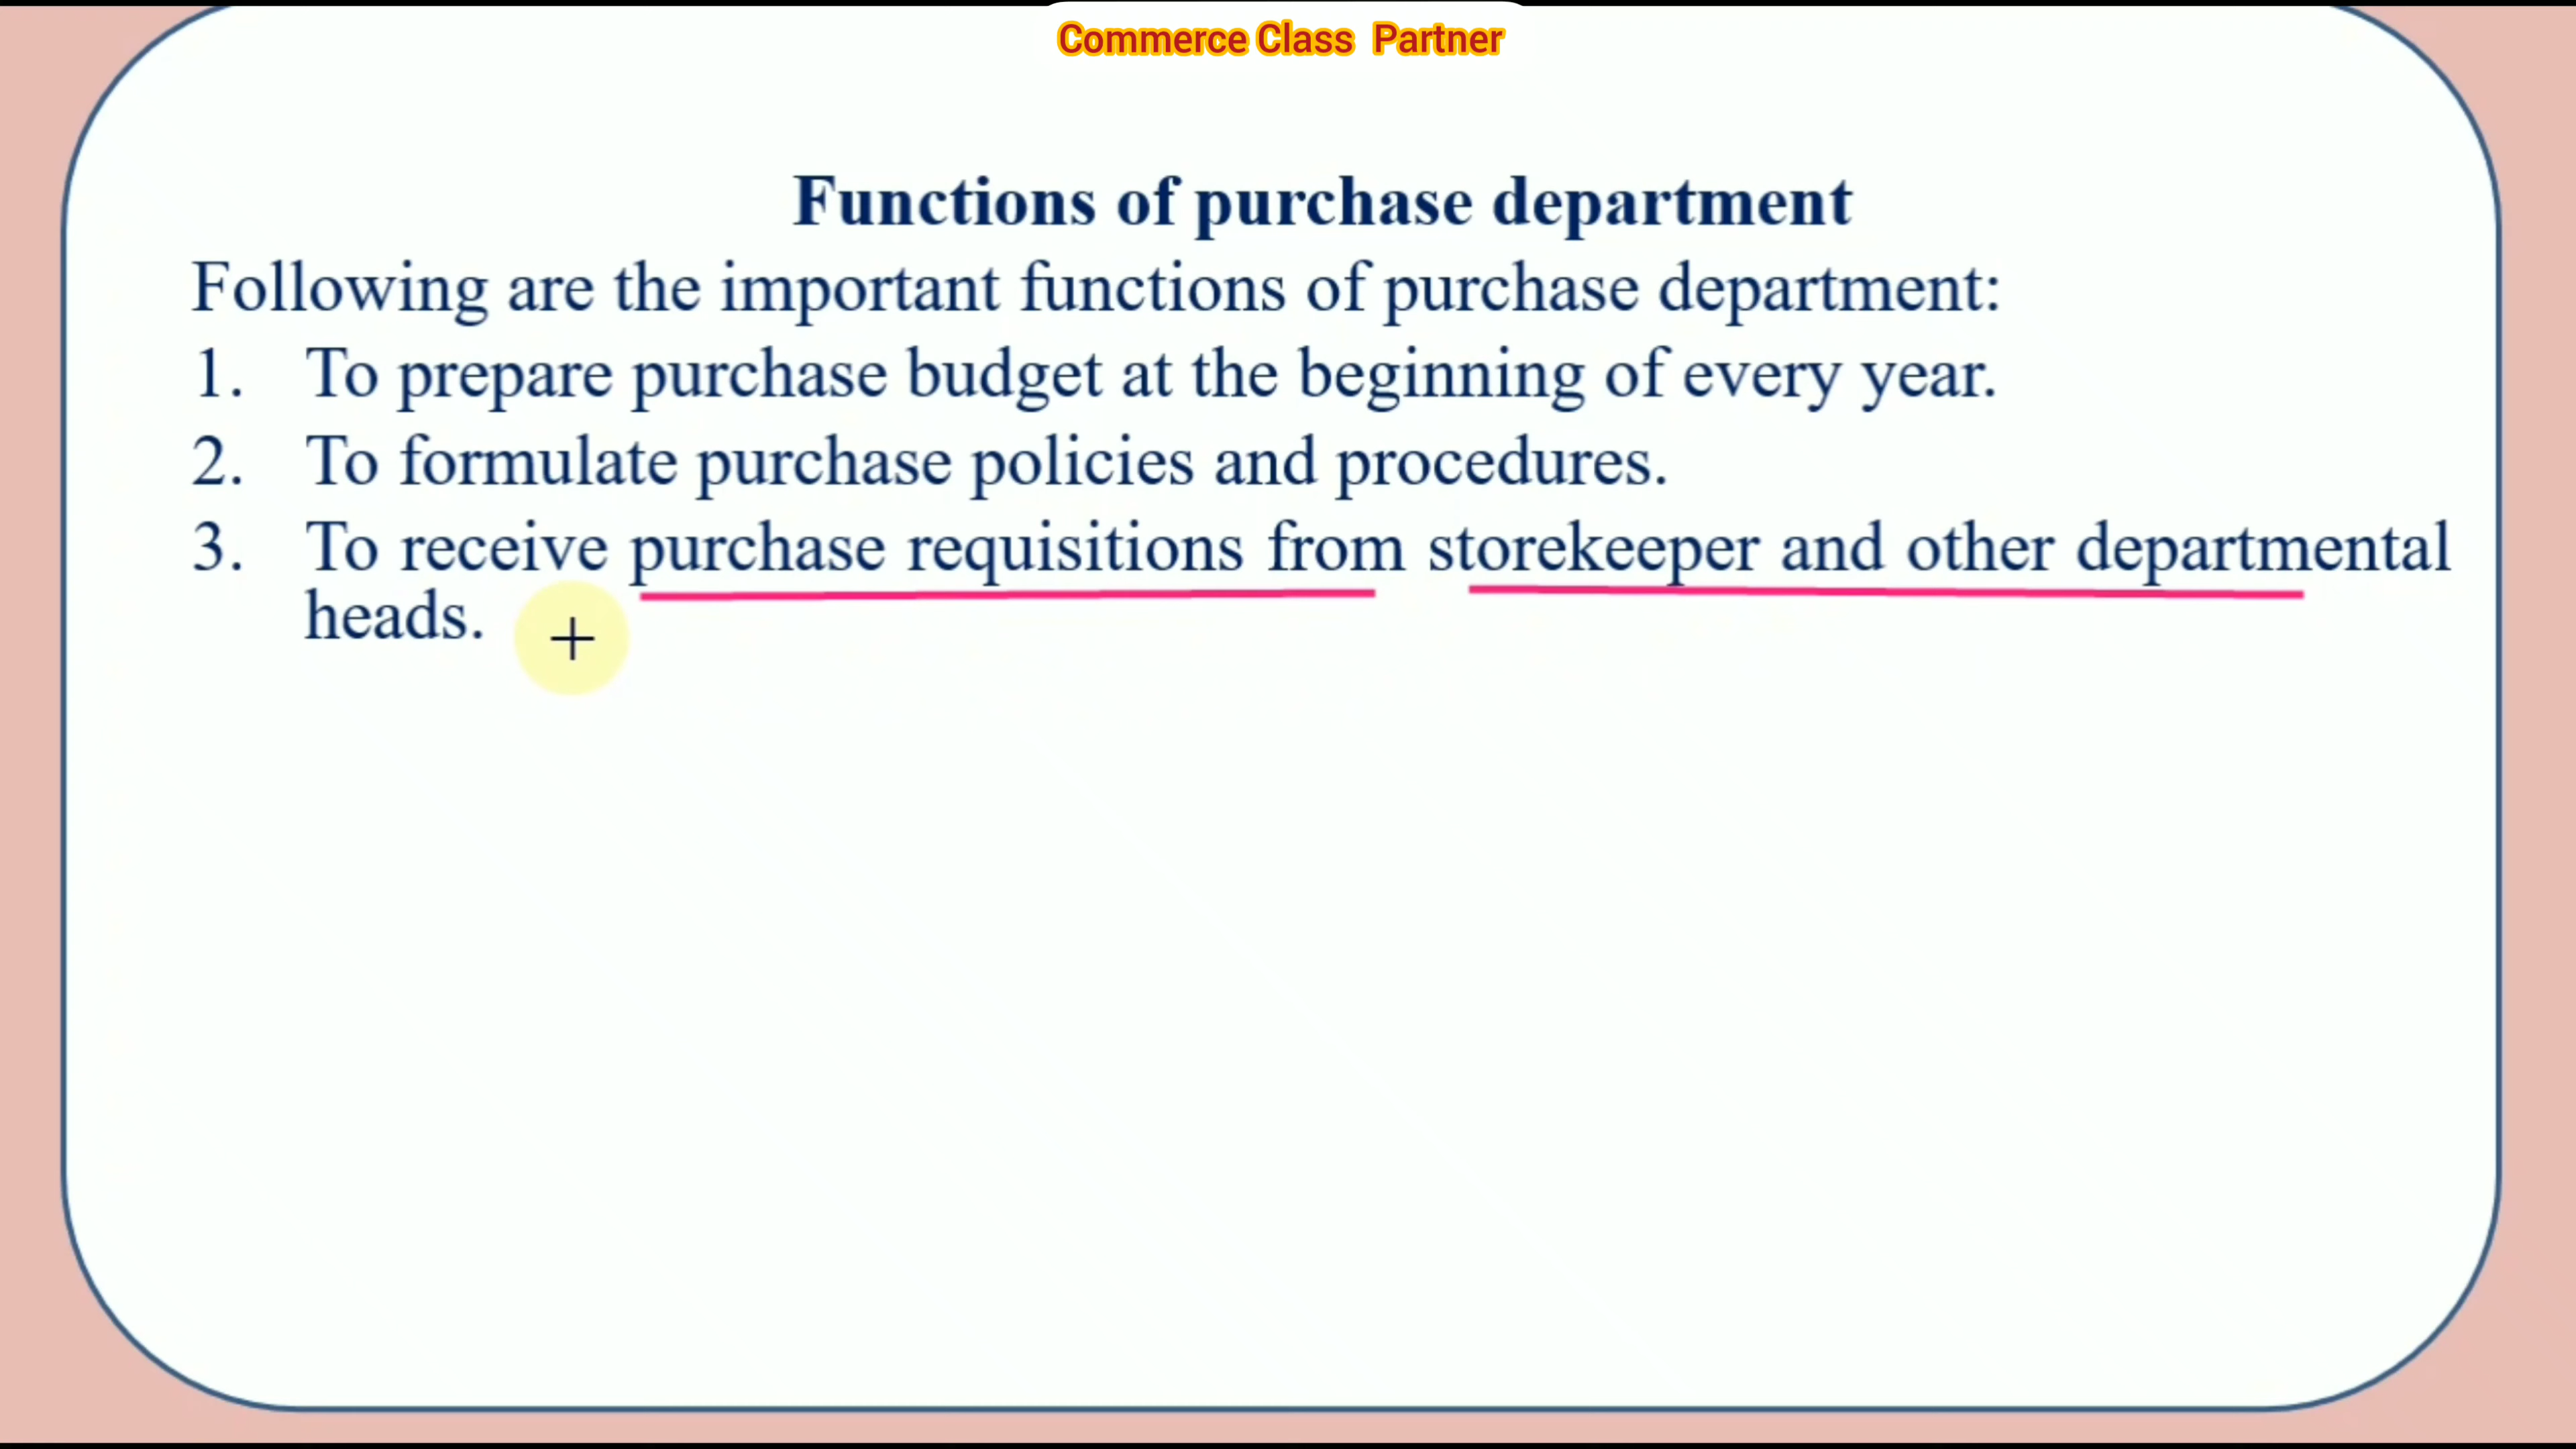 Commerce Class Partner
Functions of purchase department
Following are the important functions of purchase department:
1. To prepare purchase budget at the beginning of every year.
2. To formulate purchase policies and procedures.
3. To receive purchase requisitions from storekeeper and other departmental
heads.